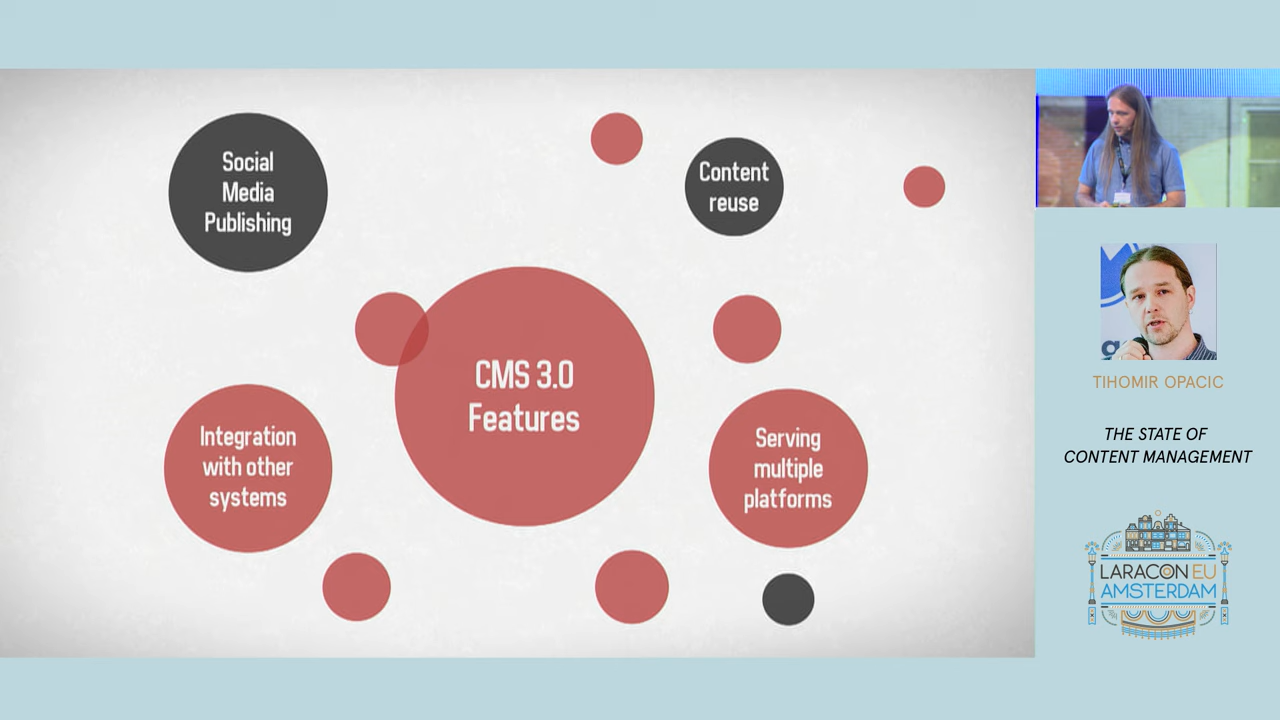 Social
Media
Publishing
Content
reuse
CMS 3.0
Features
Integration
with other
systems
Serving
multiple
platforms
TIHOMIR OPACIC
THE STATE OF
CONTENT MANAGEMENT
LARACON EU
AMSTERDAM